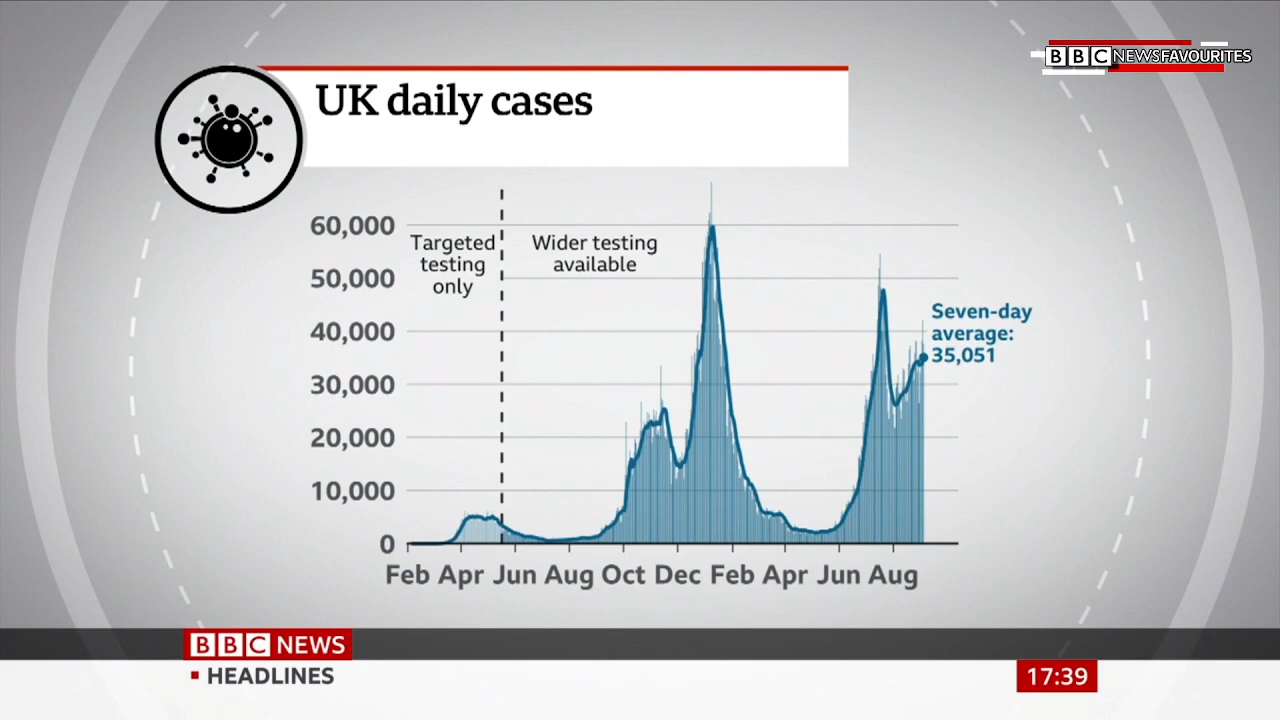 BBC NEWSFAVOURITES
UK daily cases
60,000
50,000
40,000
30,000
20,000
10,000
0
Targeted
testing
only
Wider testing
available
Seven-day
average:
35,051
Feb Apr Jun Aug Oct Dec Feb Apr Jun Aug
BBC NEWS
HEADLINES
17:39